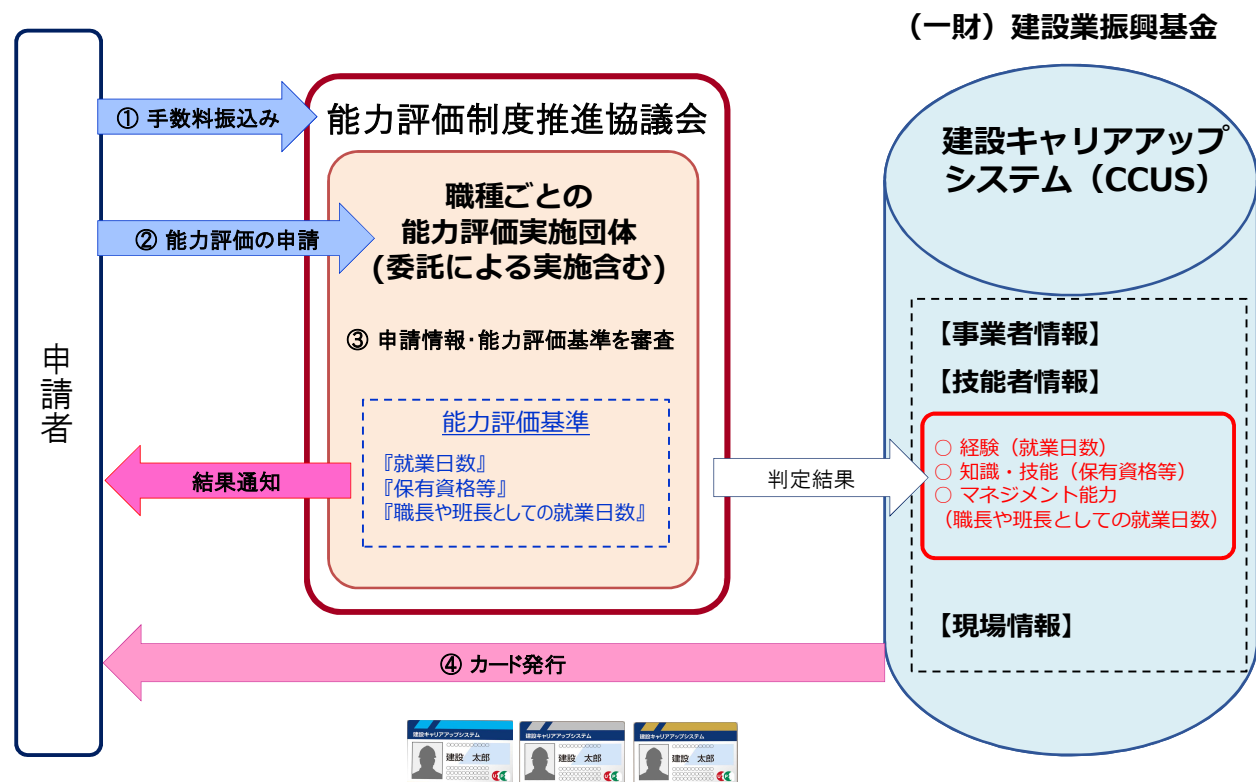 （一財）建設業振興基金
① 手数料振込み
能力評価制度推進協議会
建設キャリアアップ
システム（CCUS）
職種ごとの
能力評価実施団体
(委託による実施含む)
② 能力評価の申請
③ 申請情報・能力評価基準を審査
申請者
能力評価基準
『就業日数』
『保有資格等』
『職長や班長としての就業日数』
結果通知
判定結果
【事業者情報】
【技能者情報】
○ 経験（就業日数）
○ 知識・技能（保有資格等）
○ マネジメント能力
（職長や班長としての就業日数）
【現場情報】
④ カード発行
建設キャリアアップシステム
建設 太郎
建設キャリアアップシステム
建設 太郎
建設キャリアアップシステム
建設 太郎